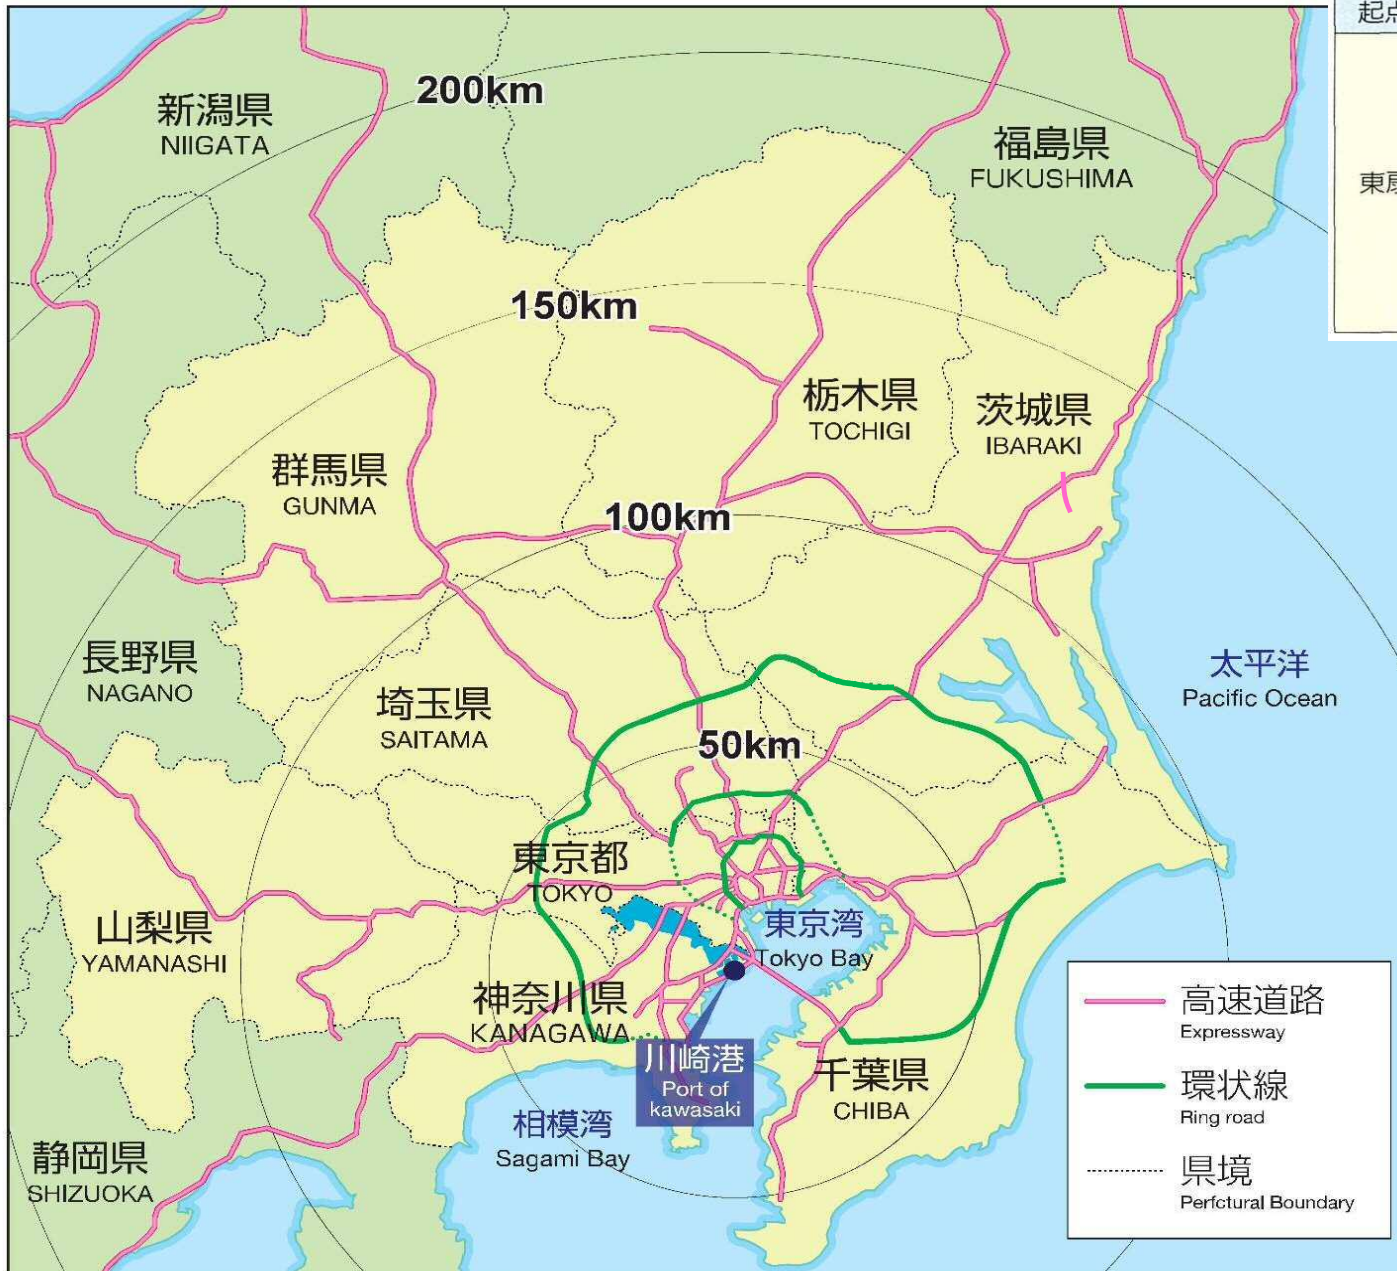 起点
東原
200km
新潟県
NIIGATA
福島県
FUKUSHIMA
150km
栃木県
TOCHIGI
茨城県
IBARAKI
群馬県
GUNMA
100km
長野県
NAGANO
太平洋
Pacific Ocean
埼玉県
SAITAMA
50km
東京都
TOKYO
山梨県
YAMANASHI
東京湾
Tokyo Bay
神奈川県
KANAGAWA
川崎港
Port of
kawasaki
千葉県
CHIBA
相模湾
Sagami Bay
静岡県
SHIZUOKA
高速道路
Expressway
環状線
Ring road
県境
Perfctural Boundary